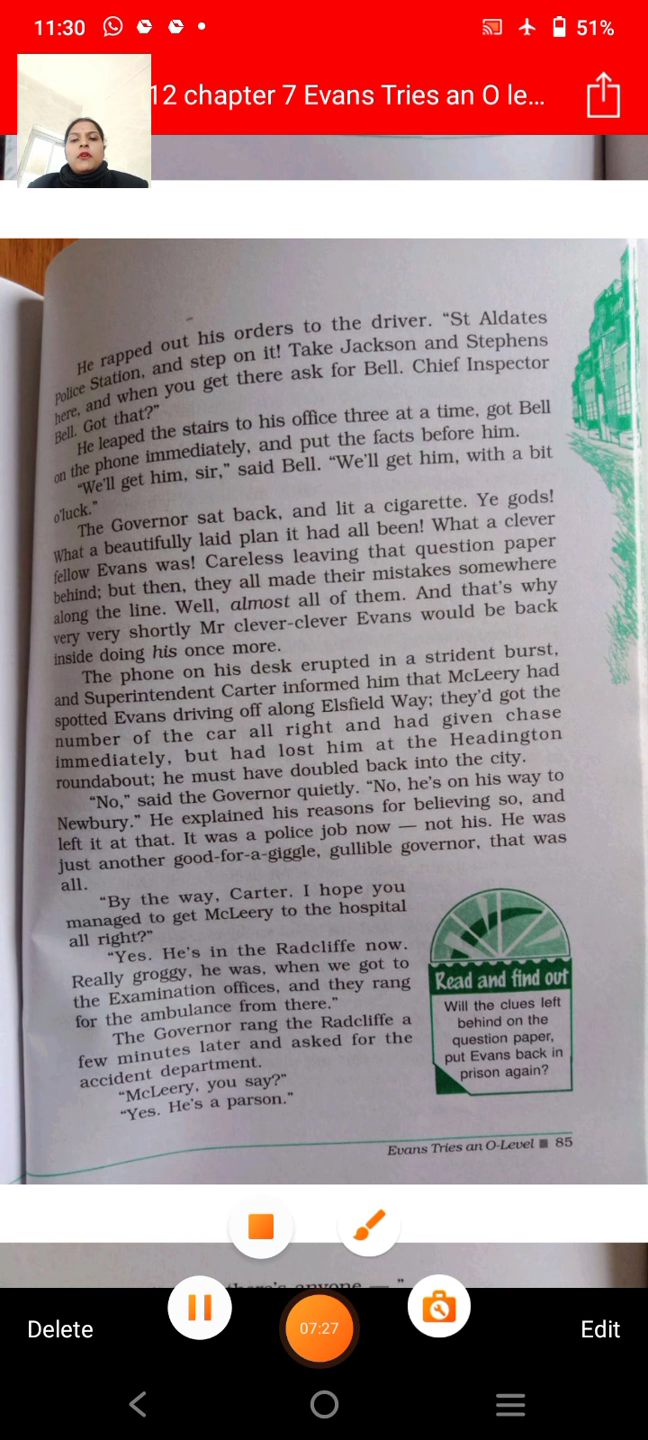 11:30
51%
12 chapter 7 Evans Tries an O le...
He rapped out his orders to the driver. “St Aldates
Police Station, and step on it! Take Jackson and Stephens
here, and when you get there ask for Bell. Chief Inspector
Bell. Got that?”
He leaped the stairs to his office three at a time, got Bell
on the phone immediately, and put the facts before him.
“We’ll get him, sir,” said Bell. “We’ll get him, with a bit
o’luck.”
The Governor sat back, and lit a cigarette. Ye gods!
What a beautifully laid plan it had all been! What a clever
fellow Evans was! Careless leaving that question paper
behind; but then, they all made their mistakes somewhere
along the line. Well, almost all of them. And that’s why
very very shortly Mr clever-clever Evans would be back
inside doing his once more.
The phone on his desk erupted in a strident burst,
and Superintendent Carter informed him that McLeery had
spotted Evans driving off along Elsfield Way; they’d got the
number of the car all right and had given chase
immediately, but had lost him at the Headington
roundabout; he must have doubled back into the city.
“No,” said the Governor quietly. “No, he’s on his way to
Newbury.” He explained his reasons for believing so, and
left it at that. It was a police job now — not his. He was
just another good-for-a-giggle, gullible governor, that was
all.
“By the way, Carter. I hope you
managed to get McLeery to the hospital
all right?”
“Yes. He’s in the Radcliffe now.
Really groggy, he was, when we got to
the Examination offices, and they rang
for the ambulance from there.”
The Governor rang the Radcliffe a
few minutes later and asked for the
accident department.
“McLeery, you say?”
“Yes. He’s a parson.”
Read and find out
Will the clues left
behind on the
question paper,
put Evans back in
prison again?
Evans Tries an O-Level ■ 85
there’s anyone — ”
Delete
07:27
Edit